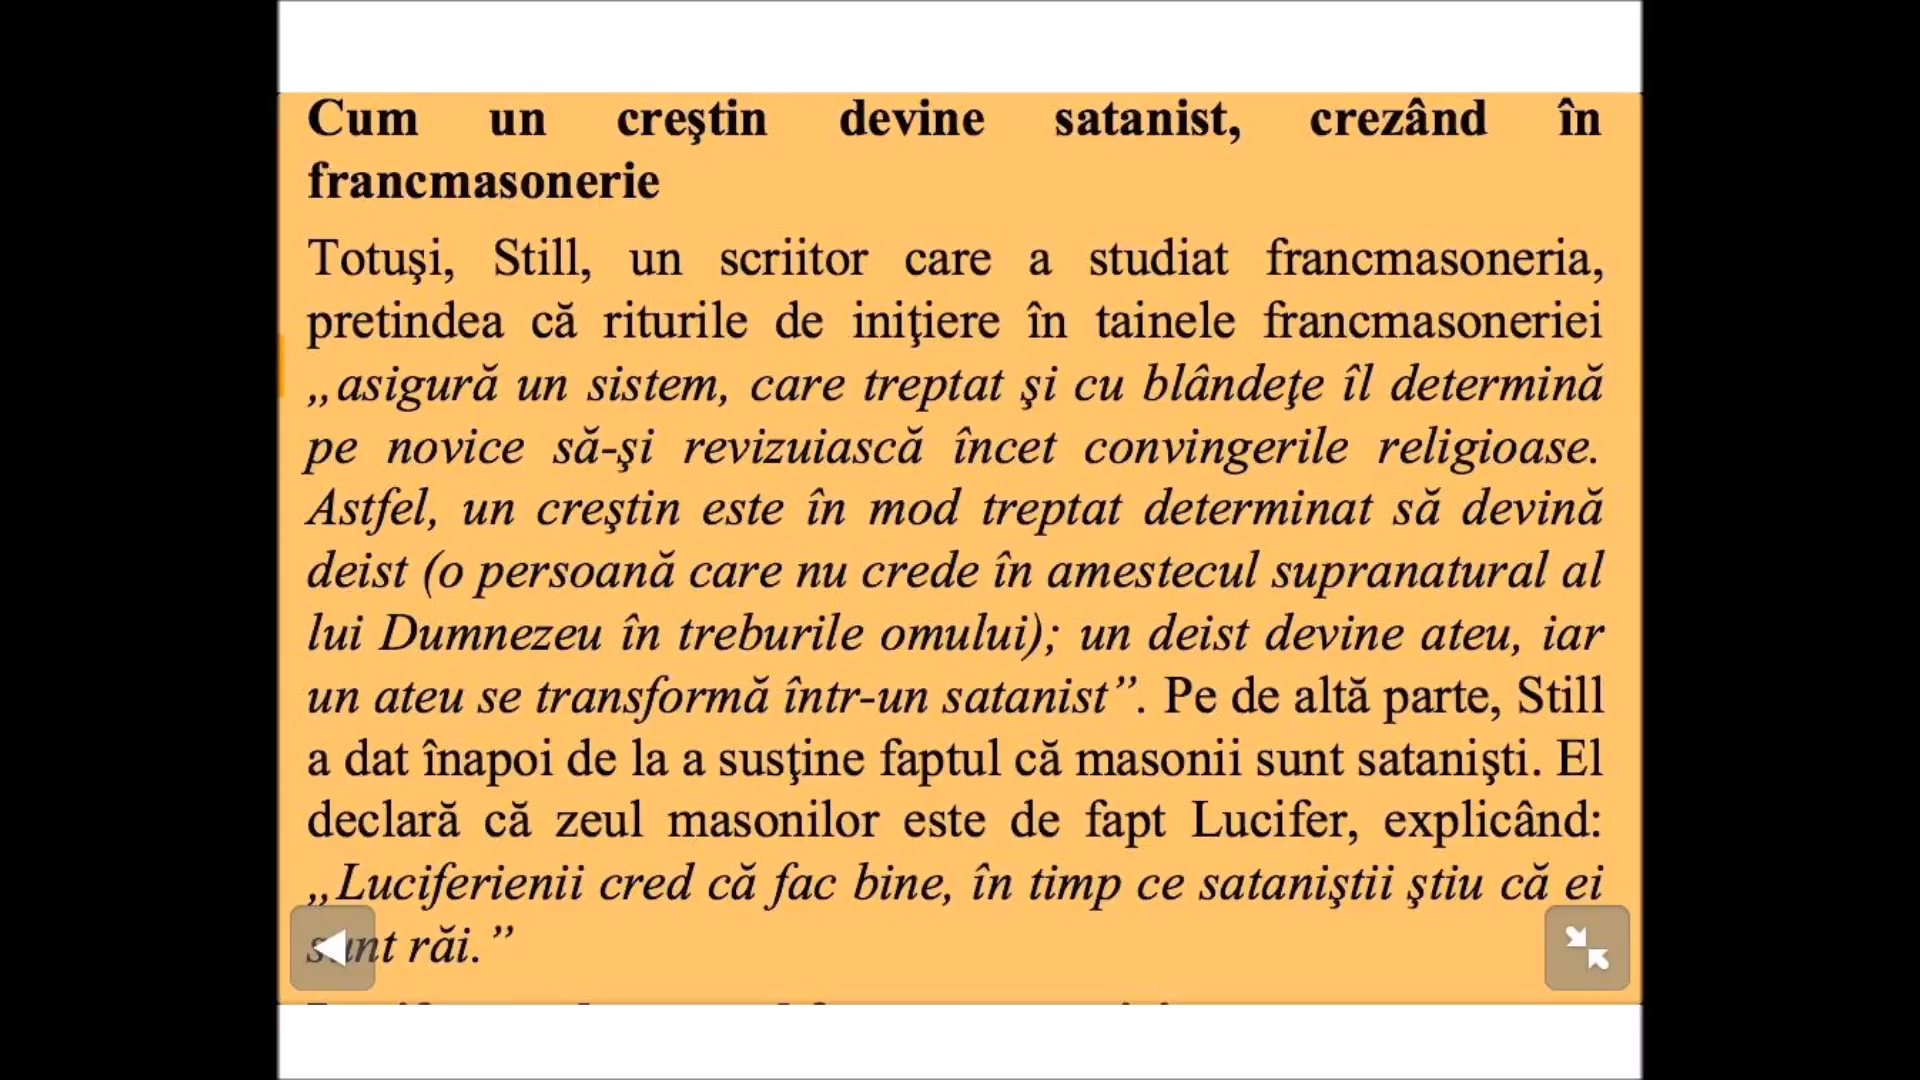 Cum un creştin devine satanist, crezând în
francmasonerie
Totuşi, Still, un scriitor care a studiat francmasoneria,
pretindea că riturile de iniţiere în tainele francmasoneriei
„asigură un sistem, care treptat şi cu blândeţe îl determină
pe novice să-şi revizuiască încet convingerile religioase.
Astfel, un creştin este în mod treptat determinat să devină
deist (o persoană care nu crede în amestecul supranatural al
lui Dumnezeu în treburile omului); un deist devine ateu, iar
un ateu se transformă într-un satanist”. Pe de altă parte, Still
a dat înapoi de la a susţine faptul că masonii sunt satanişti. El
declară că zeul masonilor este de fapt Lucifer, explicând:
„Luciferienii cred că fac bine, în timp ce sataniştii ştiu că ei
sunt răi.”